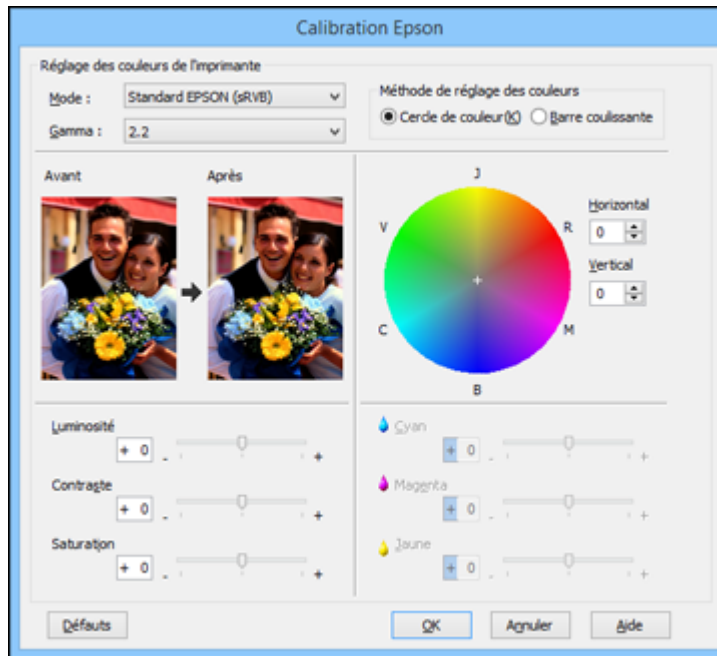 Calibration Epson
Réglage des couleurs de l'imprimante
Mode :
Standard EPSON (sRVB)
Gamma :
2.2
Méthode de réglage des couleurs
Cercle de couleur(K)
Barre coulissante
Avant
Après
J
V
R
C
M
B
Horizontal
0
Vertical
0
Luminosité
+ 0
- +
Contraste
+ 0
- +
Saturation
+ 0
- +
Cyan
+ 0
- +
Magenta
+ 0
- +
Jaune
+ 0
- +
Défauts
OK
Annuler
Aide